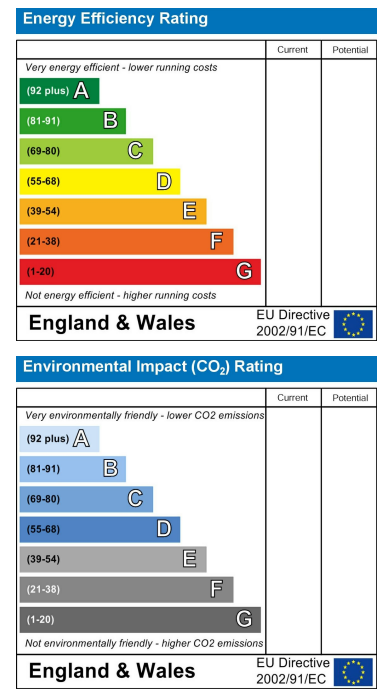 Energy Efficiency Rating
Current Potential
Very energy efficient - lower running costs
(92 plus) A
(81-91) B
(69-80) C
(55-68) D
(39-54) E
(21-38) F
(1-20) G
Not energy efficient - higher running costs
England & Wales
EU Directive
2002/91/EC
Environmental Impact (CO₂) Rating
Current Potential
Very environmentally friendly - lower CO2 emissions
(92 plus) A
(81-91) B
(69-80) C
(55-68) D
(39-54) E
(21-38) F
(1-20) G
Not environmentally friendly - higher CO2 emissions
England & Wales
EU Directive
2002/91/EC